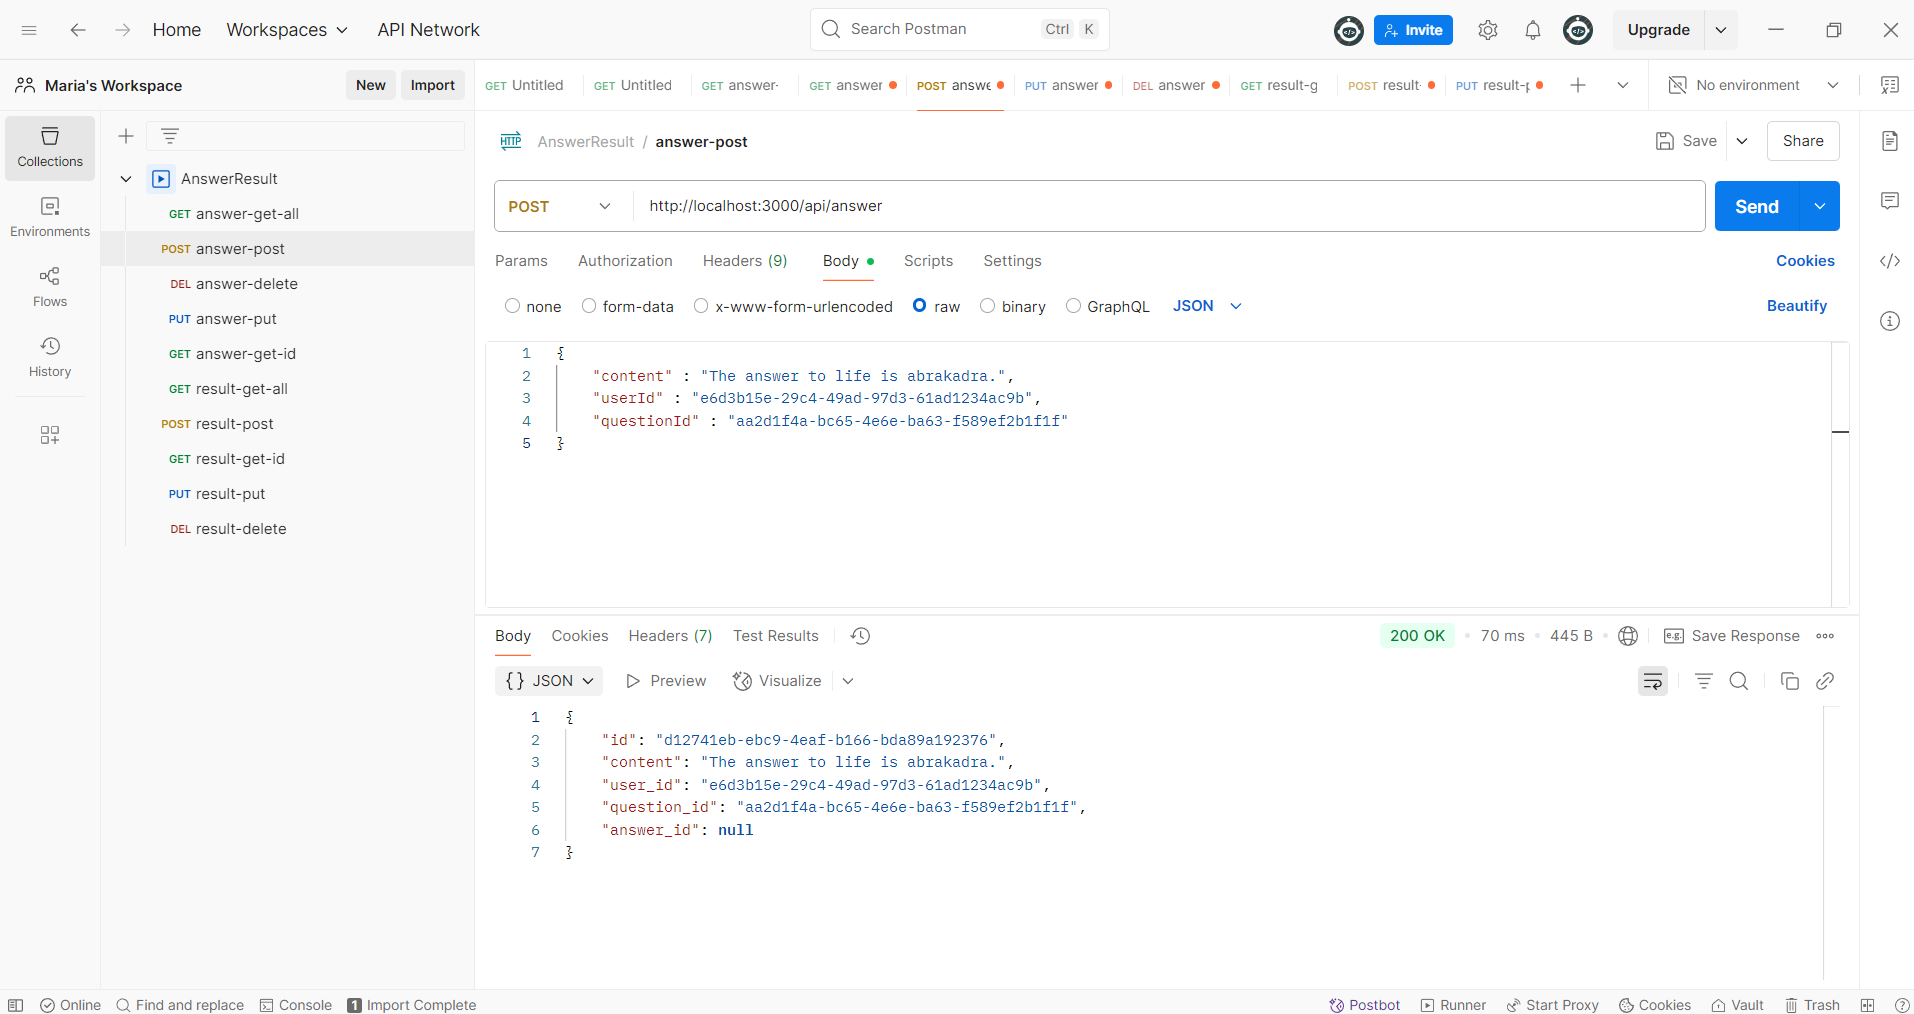 Home Workspaces API Network Search Postman Ctrl K Invite Upgrade
Maria's Workspace New Import GET Untitled GET Untitled GET answer- GET answer POST answe PUT answer DEL answer GET result-g POST result- PUT result-p No environment
Collections
Environments
Flows
History
AnswerResult
GET answer-get-all
POST answer-post
DEL answer-delete
PUT answer-put
GET answer-get-id
GET result-get-all
POST result-post
GET result-get-id
PUT result-put
DEL result-delete
HTTP AnswerResult / answer-post Save Share
POST http://localhost:3000/api/answer Send
Params Authorization Headers (9) Body Scripts Settings Cookies
none form-data x-www-form-urlencoded raw binary GraphQL JSON Beautify
1 {
2 "content" : "The answer to life is abrakadra.",
3 "userId" : "e6d3b15e-29c4-49ad-97d3-61ad1234ac9b",
4 "questionId" : "aa2d1f4a-bc65-4e6e-ba63-f589ef2b1f1f"
5 }
Body Cookies Headers (7) Test Results 200 OK 70 ms 445 B e.g. Save Response
{} JSON Preview Visualize
1 {
2 "id": "d12741eb-ebc9-4eaf-b166-bda89a192376",
3 "content": "The answer to life is abrakadra.",
4 "user_id": "e6d3b15e-29c4-49ad-97d3-61ad1234ac9b",
5 "question_id": "aa2d1f4a-bc65-4e6e-ba63-f589ef2b1f1f",
6 "answer_id": null
7 }
Online Find and replace Console 1 Import Complete Postbot Runner Start Proxy Cookies Vault Trash